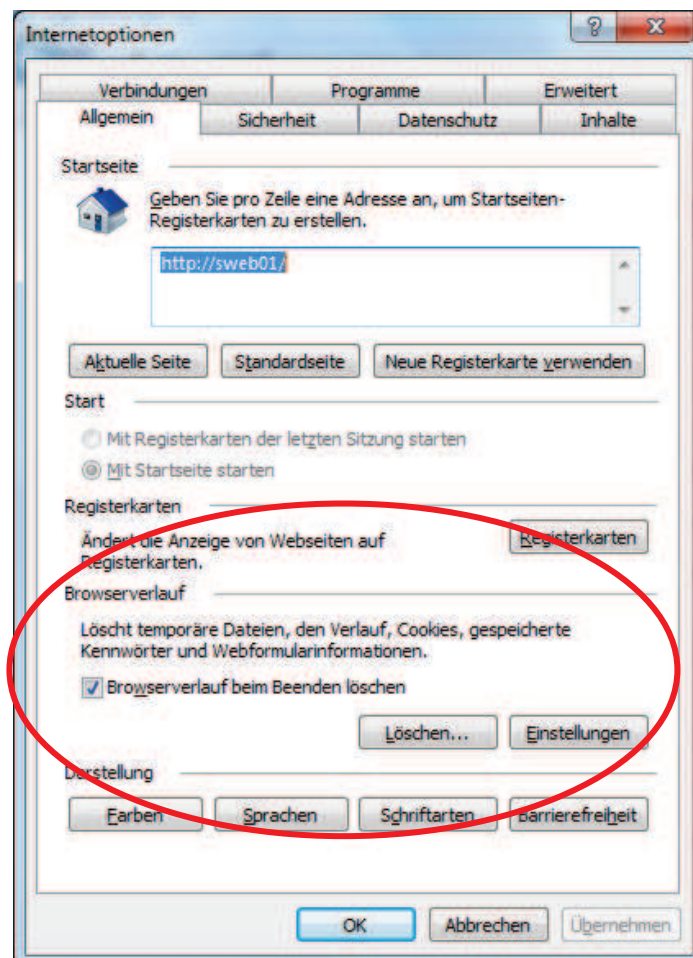 Internetoptionen
Verbindungen Programme Erweitert
Allgemein Sicherheit Datenschutz Inhalte
Startseite
Geben Sie pro Zeile eine Adresse an, um Startseiten-
Registerkarten zu erstellen.
http://sweb01/
Aktuelle Seite Standardseite Neue Registerkarte verwenden
Start
Mit Registerkarten der letzten Sitzung starten
Mit Startseite starten
Registerkarten
Ändert die Anzeige von Webseiten auf
Registerkarten.
Registerkarten
Browserverlauf
Löscht temporäre Dateien, den Verlauf, Cookies, gespeicherte
Kennwörter und Webformularinformationen.
Browserverlauf beim Beenden löschen
Löschen... Einstellungen
Darstellung
Farben Sprachen Schriftarten Barrierefreiheit
OK Abbrechen Übernehmen